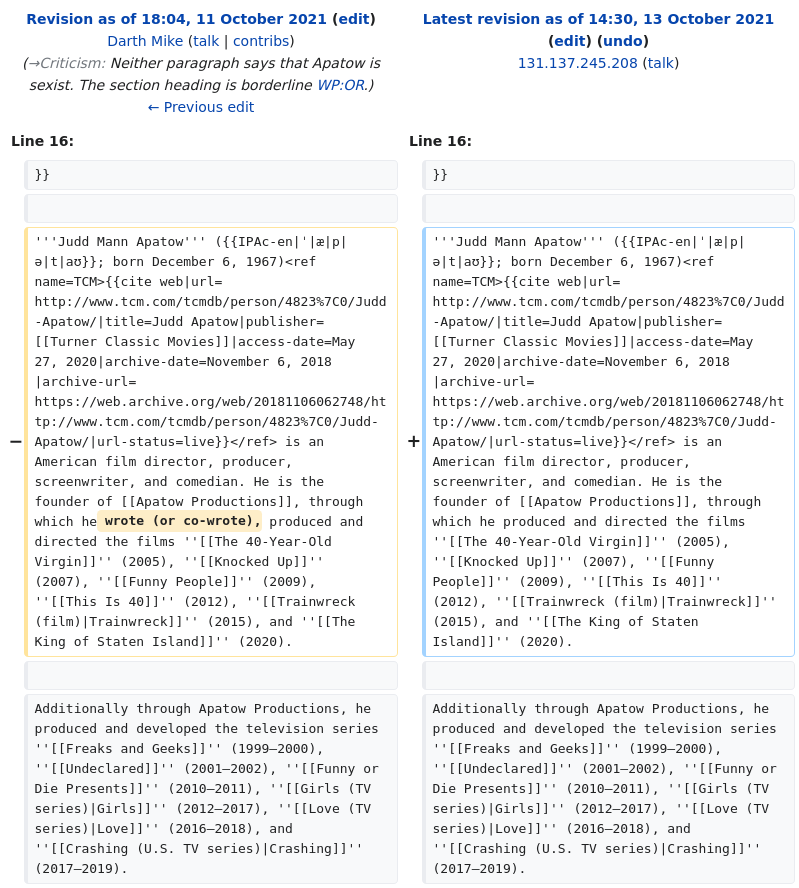 Revision as of 18:04, 11 October 2021 (edit)
Darth Mike (talk | contribs)
(→Criticism: Neither paragraph says that Apatow is
sexist. The section heading is borderline WP:OR.)
← Previous edit
Line 16:
}}
−
'''Judd Mann Apatow''' ({{IPAc-en|ˈ|æ|p|
ə|t|aʊ}}; born December 6, 1967)<ref
name=TCM>{{cite web|url=
http://www.tcm.com/tcmdb/person/4823%7C0/Judd
-Apatow/|title=Judd Apatow|publisher=
[[Turner Classic Movies]]|access-date=May
27, 2020|archive-date=November 6, 2018
|archive-url=
https://web.archive.org/web/20181106062748/ht
tp://www.tcm.com/tcmdb/person/4823%7C0/Judd-
Apatow/|url-status=live}}</ref> is an
American film director, producer,
screenwriter, and comedian. He is the
founder of [[Apatow Productions]], through
which he wrote (or co-wrote), produced and
directed the films ''[[The 40-Year-Old
Virgin]]'' (2005), ''[[Knocked Up]]''
(2007), ''[[Funny People]]'' (2009),
''[[This Is 40]]'' (2012), ''[[Trainwreck
(film)|Trainwreck]]'' (2015), and ''[[The
King of Staten Island]]'' (2020).
Additionally through Apatow Productions, he
produced and developed the television series
''[[Freaks and Geeks]]'' (1999–2000),
''[[Undeclared]]'' (2001–2002), ''[[Funny or
Die Presents]]'' (2010–2011), ''[[Girls (TV
series)|Girls]]'' (2012–2017), ''[[Love (TV
series)|Love]]'' (2016–2018), and
''[[Crashing (U.S. TV series)|Crashing]]''
(2017–2019).
Latest revision as of 14:30, 13 October 2021
(edit) (undo)
131.137.245.208 (talk)
Line 16:
}}
+
'''Judd Mann Apatow''' ({{IPAc-en|ˈ|æ|p|
ə|t|aʊ}}; born December 6, 1967)<ref
name=TCM>{{cite web|url=
http://www.tcm.com/tcmdb/person/4823%7C0/Judd
-Apatow/|title=Judd Apatow|publisher=
[[Turner Classic Movies]]|access-date=May
27, 2020|archive-date=November 6, 2018
|archive-url=
https://web.archive.org/web/20181106062748/ht
tp://www.tcm.com/tcmdb/person/4823%7C0/Judd-
Apatow/|url-status=live}}</ref> is an
American film director, producer,
screenwriter, and comedian. He is the
founder of [[Apatow Productions]], through
which he produced and directed the films
''[[The 40-Year-Old Virgin]]'' (2005),
''[[Knocked Up]]'' (2007), ''[[Funny
People]]'' (2009), ''[[This Is 40]]''
(2012), ''[[Trainwreck (film)|Trainwreck]]''
(2015), and ''[[The King of Staten
Island]]'' (2020).
Additionally through Apatow Productions, he
produced and developed the television series
''[[Freaks and Geeks]]'' (1999–2000),
''[[Undeclared]]'' (2001–2002), ''[[Funny or
Die Presents]]'' (2010–2011), ''[[Girls (TV
series)|Girls]]'' (2012–2017), ''[[Love (TV
series)|Love]]'' (2016–2018), and
''[[Crashing (U.S. TV series)|Crashing]]''
(2017–2019).